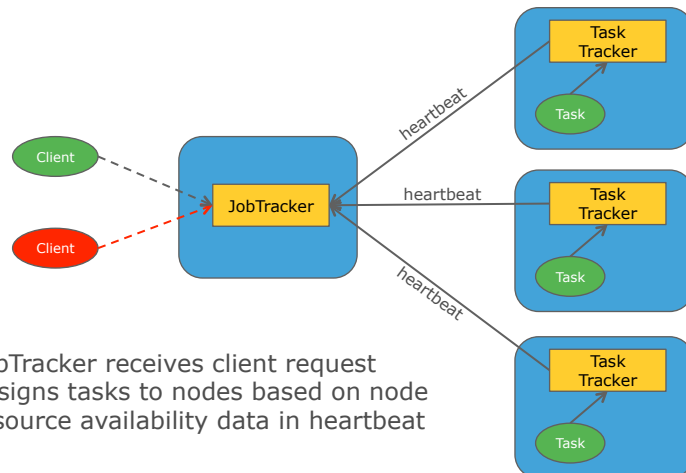 Task
Tracker
Task
heartbeat
Client
JobTracker
heartbeat
Task
Tracker
Task
Client
heartbeat
Task
Tracker
Task
bTracker receives client request
signs tasks to nodes based on node
source availability data in heartbeat